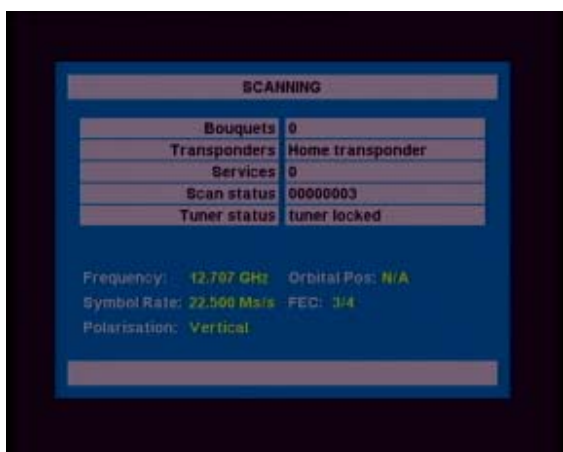 SCANNING
Bouquets 0
Transponders Home transponder
Services 0
Scan status 00000003
Tuner status tuner locked
Frequency: 12.707 GHz Orbital Pos: N/A
Symbol Rate: 22.500 Ms/s FEC: 3/4
Polarisation: Vertical